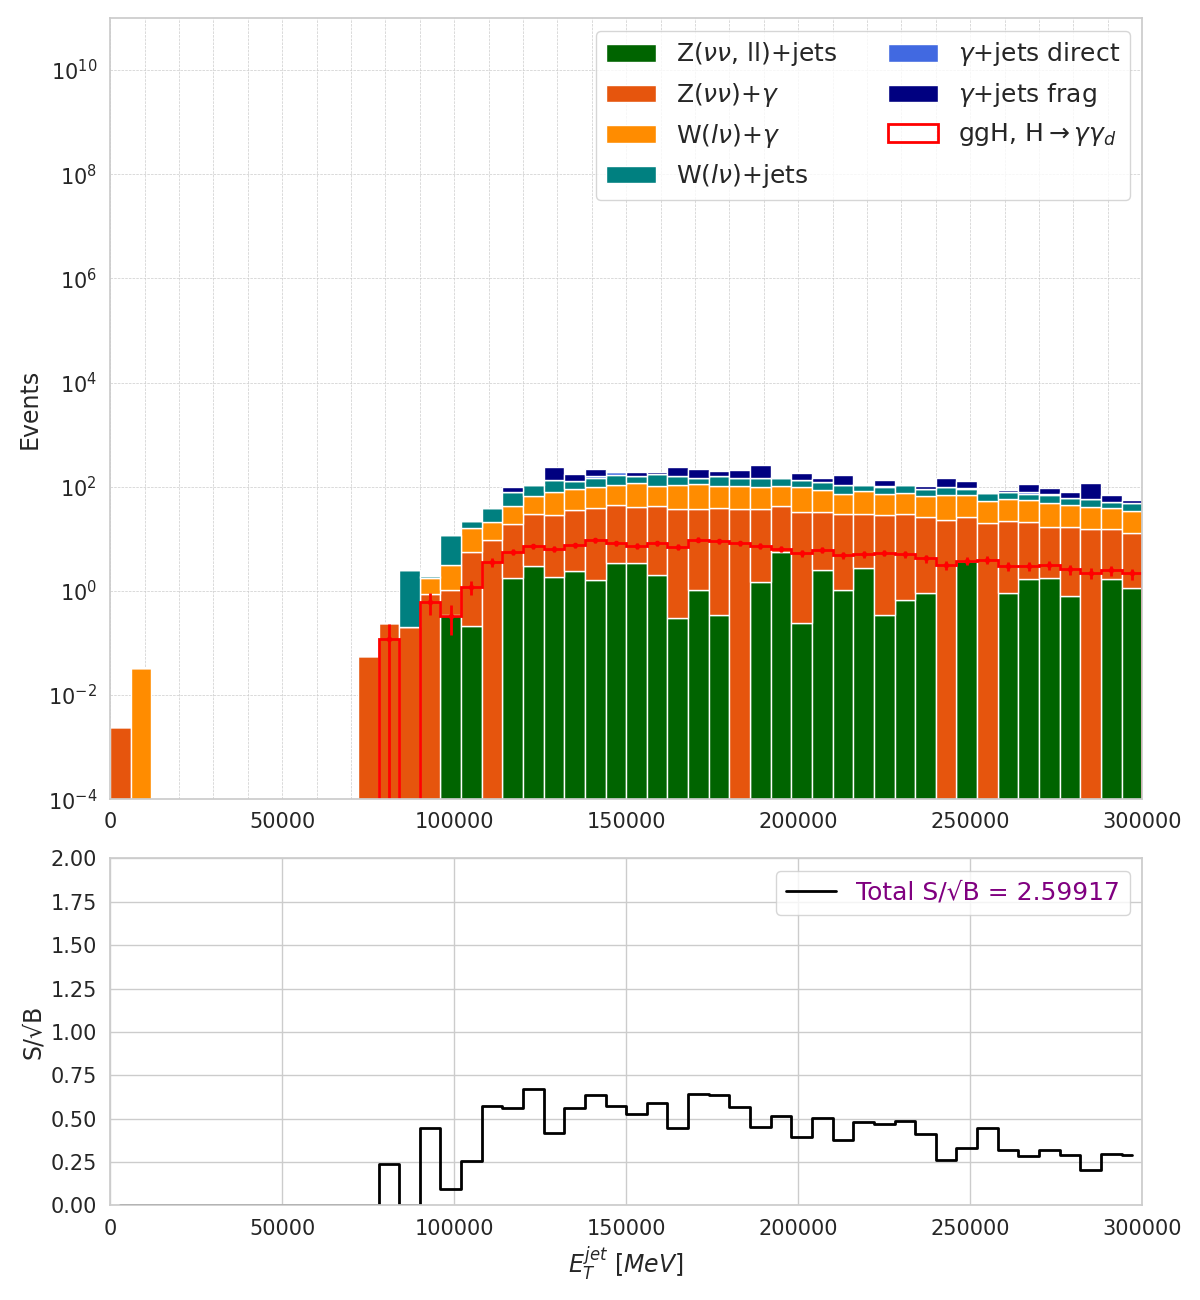 Z(νν, ll)+jets
Z(νν)+γ
W(lν)+γ
W(lν)+jets
γ+jets direct
γ+jets frag
ggH, H→γγ_d
Events
10^10
10^8
10^6
10^4
10^2
10^0
10^−2
10^−4
0 50000 100000 150000 200000 250000 300000
Total S/√B = 2.59917
S/√B
2.00
1.75
1.50
1.25
1.00
0.75
0.50
0.25
0.00
0 50000 100000 150000 200000 250000 300000
E_T^jet [MeV]